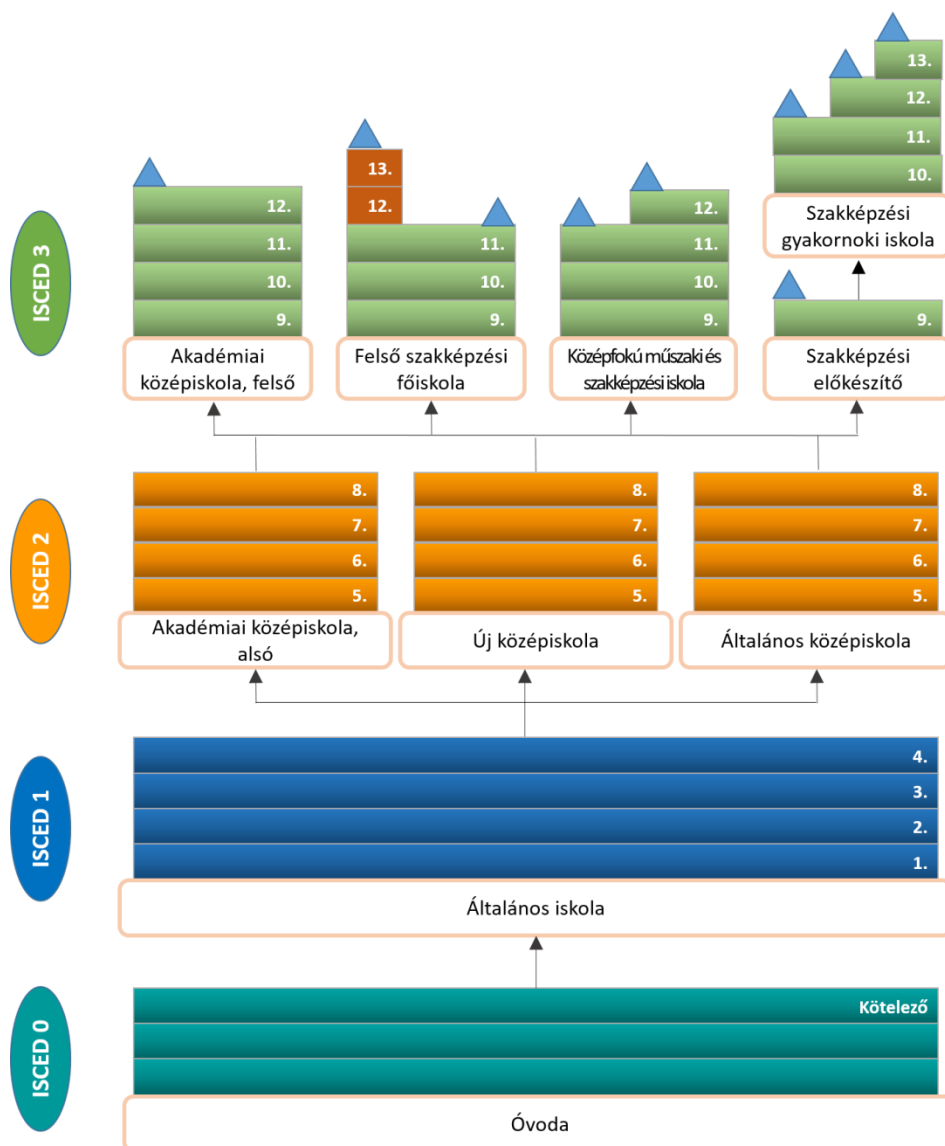 13.
12.
11.
10.
Szakképzési
gyakornoki iskola
13.
12.
12.
11.
10.
9.
11.
10.
9.
12.
11.
10.
9.
9.
ISCED 3
Akadémiai
középiskola, felső
Felső szakképzési
főiskola
Középfokú műszaki és
szakképzési iskola
Szakképzési
előkészítő
ISCED 2
8.
7.
6.
5.
8.
7.
6.
5.
8.
7.
6.
5.
Akadémiai középiskola,
alsó
Új középiskola
Általános középiskola
ISCED 1
4.
3.
2.
1.
Általános iskola
ISCED 0
Kötelező
Óvoda